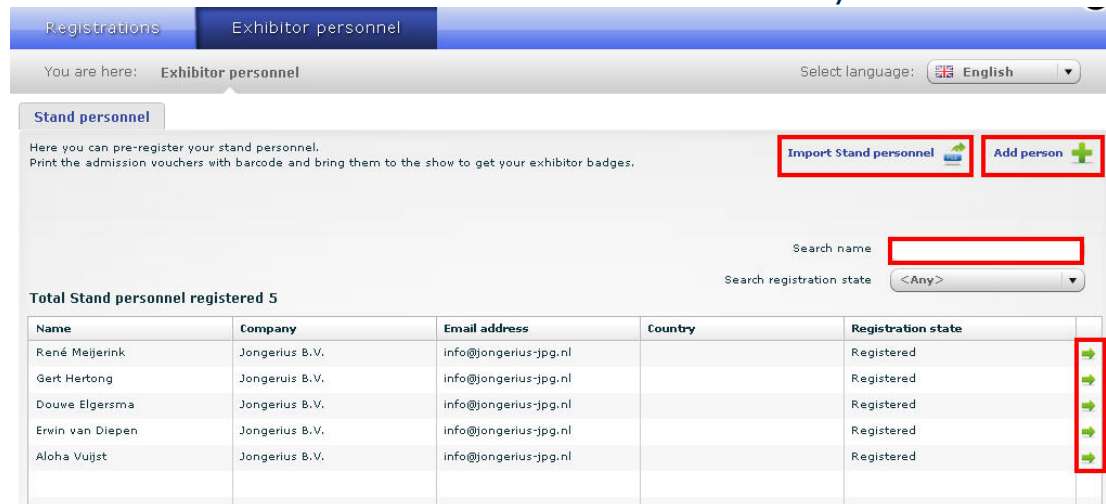 Registrations Exhibitor personnel
You are here: Exhibitor personnel Select language: English
Stand personnel
Here you can pre-register your stand personnel.
Print the admission vouchers with barcode and bring them to the show to get your exhibitor badges.
Import Stand personnel Add person
Search name
Search registration state <Any>
Total Stand personnel registered 5
Name Company Email address Country Registration state
René Meijerink Jongerius B.V. info@jongerius-jpg.nl Registered
Gert Hertong Jongeruis B.V. info@jongerius-jpg.nl Registered
Douwe Elgersma Jongerius B.V. info@jongerius-jpg.nl Registered
Erwin van Diepen Jongerius B.V. info@jongerius-jpg.nl Registered
Aloha Vuijst Jongerius B.V. info@jongerius-jpg.nl Registered